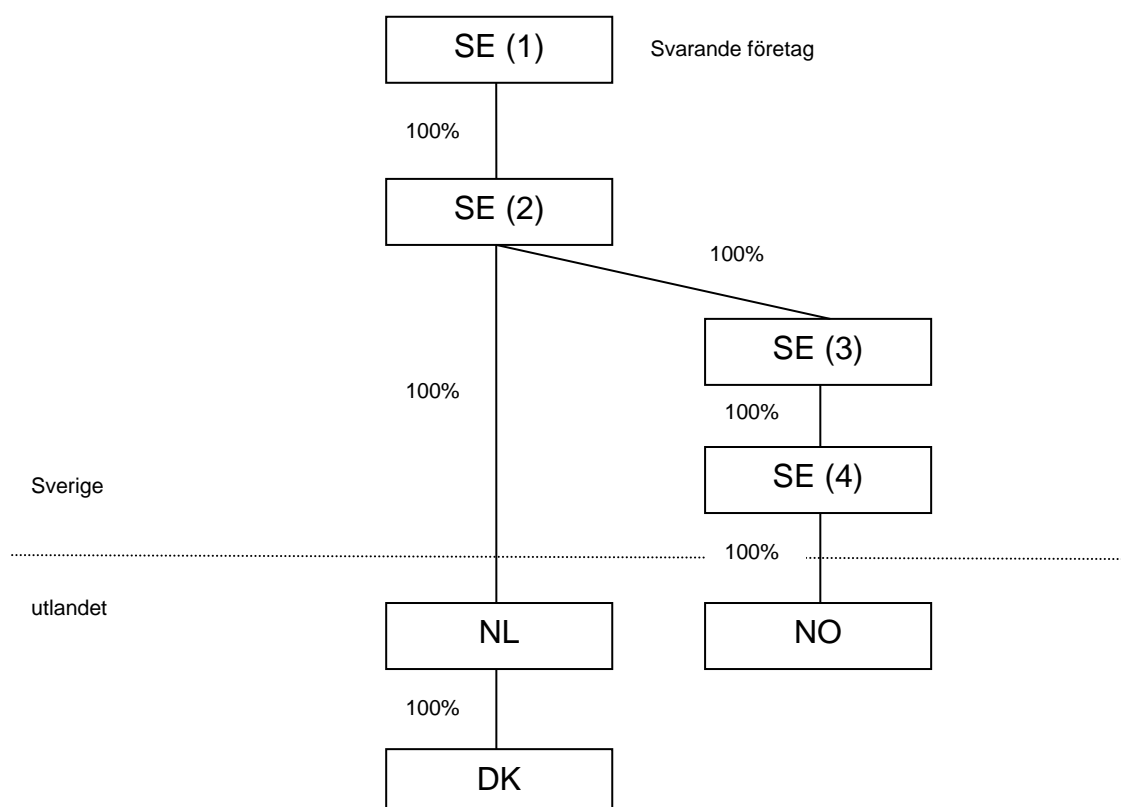 SE (1)
Svarande företag
100%
SE (2)
100%
SE (3)
100%
100%
SE (4)
Sverige
100%
utlandet
NL
NO
100%
DK